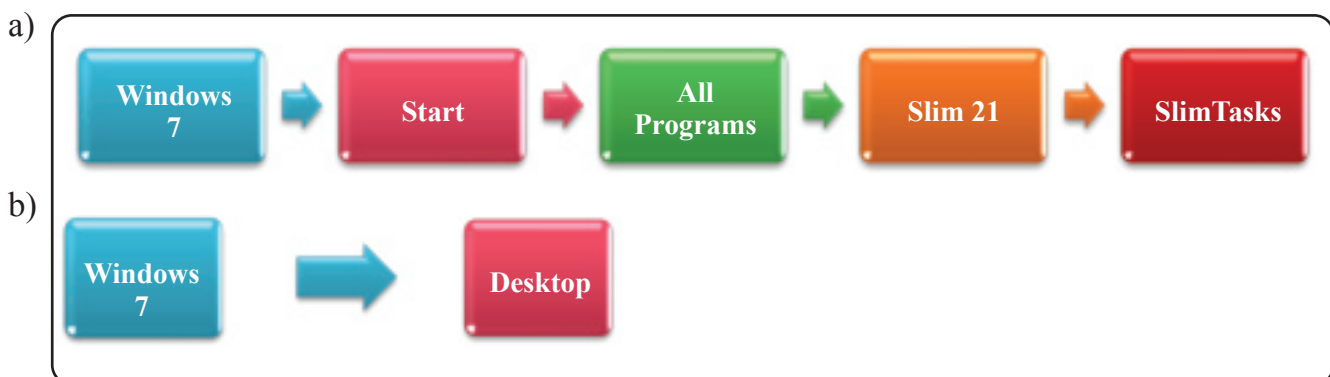 a)
Windows
7
Start
All
Programs
Slim 21
SlimTasks
b)
Windows
7
Desktop